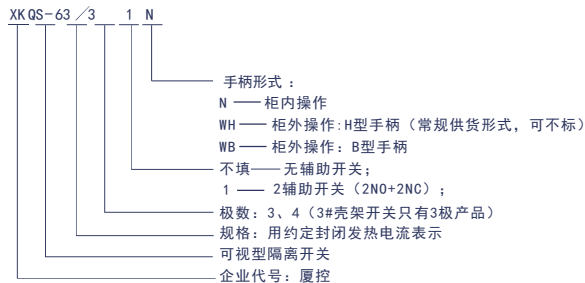 XKQS-63/3 1 N
手柄形式：
N —— 柜内操作
WH —— 柜外操作:H型手柄（常规供货形式，可不标）
WB —— 柜外操作：B型手柄
不填——无辅助开关；
1 —— 2辅助开关（2NO+2NC）；
极数：3、4（3#壳架开关只有3极产品）
规格：用约定封闭发热电流表示
可视型隔离开关
企业代号：厦控